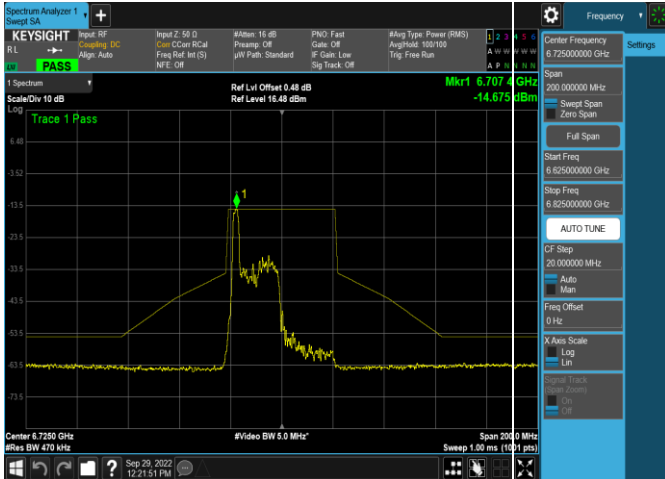 Spectrum Analyzer 1
Swept SA
Frequency
KEYSIGHT
RL
LV
PASS
Input: RF
Coupling: DC
Align: Auto
Input Z: 50 Ω
Corr CCorr RCal
Freq Ref: Int (S)
NFE: Off
#Atten: 16 dB
Preamp: Off
µW Path: Standard
PNO: Fast
Gate: Off
IF Gain: Low
Sig Track: Off
#Avg Type: Power (RMS)
Avg|Hold: 100/100
Trig: Free Run
1 2 3 4 5 6
A W W W W W
A P N N N N
Center Frequency
6.725000000 GHz
Settings
Span
200.000000 MHz
Swept Span
Zero Span
Full Span
Start Freq
6.625000000 GHz
Stop Freq
6.825000000 GHz
AUTO TUNE
CF Step
20.000000 MHz
Auto
Man
Freq Offset
0 Hz
X Axis Scale
Log
Lin
Signal Track
(Span Zoom)
On
Off
1 Spectrum
Scale/Div 10 dB
Ref Lvl Offset 0.48 dB
Ref Level 16.48 dBm
Mkr1 6.707 4 GHz
-14.675 dBm
Log
Trace 1 Pass
6.48
-3.52
-13.5
1
-23.5
-33.5
-43.5
-53.5
-63.5
-73.5
Center 6.7250 GHz
#Video BW 5.0 MHz*
Span 200.0 MHz
#Res BW 470 kHz
Sweep 1.00 ms (1001 pts)
Sep 29, 2022
12:21:51 PM